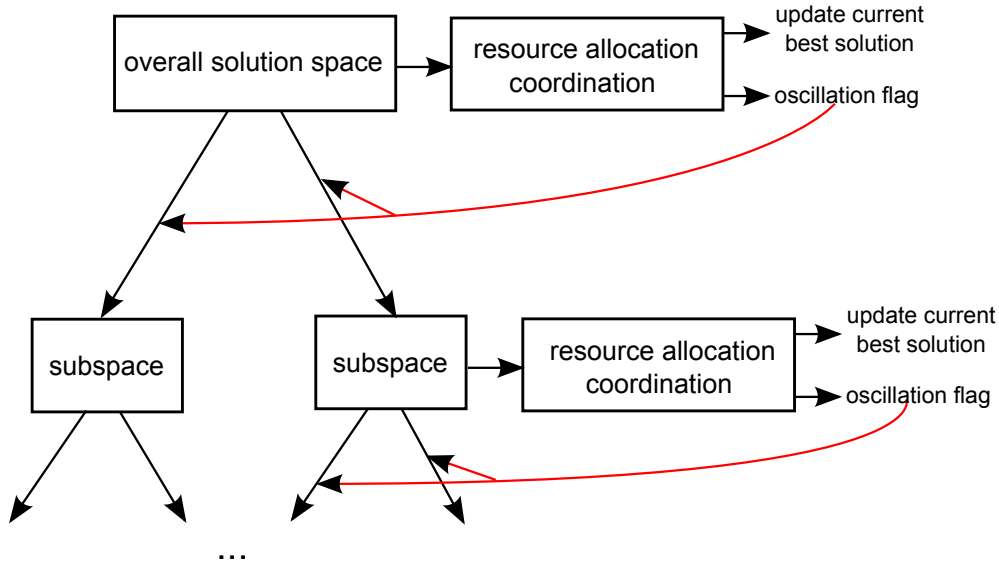 overall solution space
resource allocation
coordination
update current
best solution
oscillation flag
subspace
subspace
resource allocation
coordination
update current
best solution
oscillation flag
...